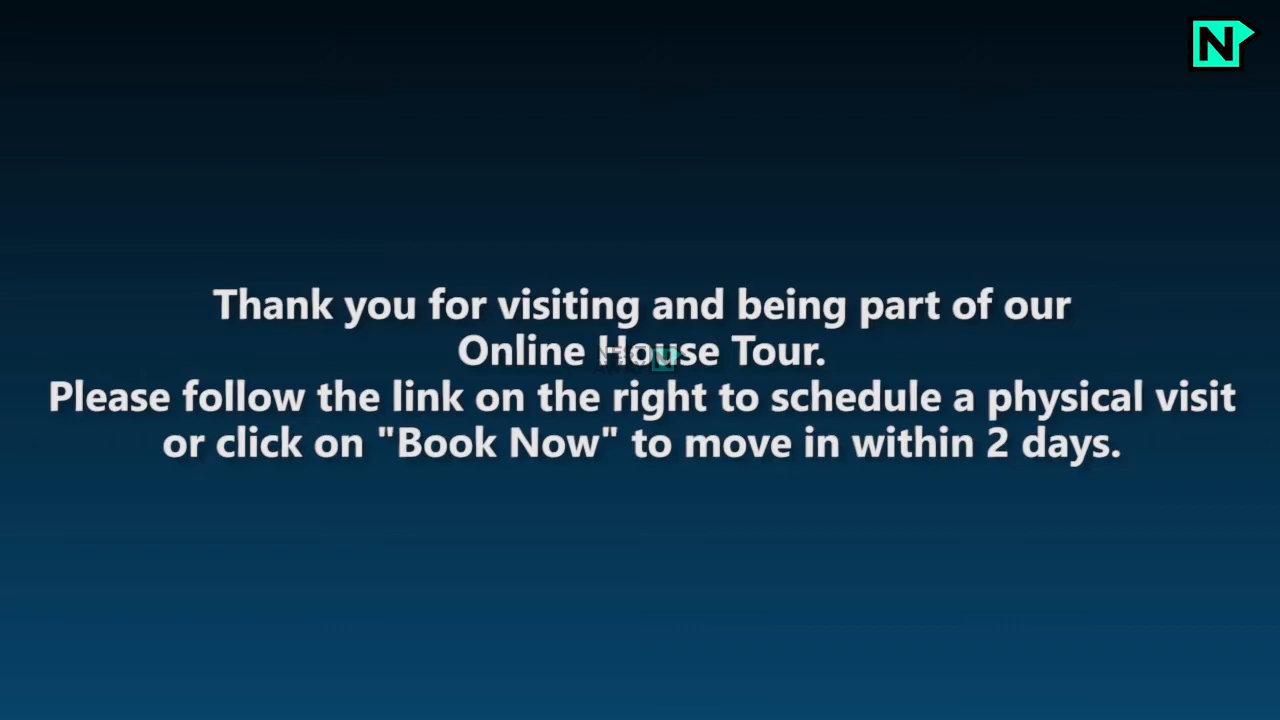 N
Thank you for visiting and being part of our
Online House Tour.
Please follow the link on the right to schedule a physical visit
or click on "Book Now" to move in within 2 days.